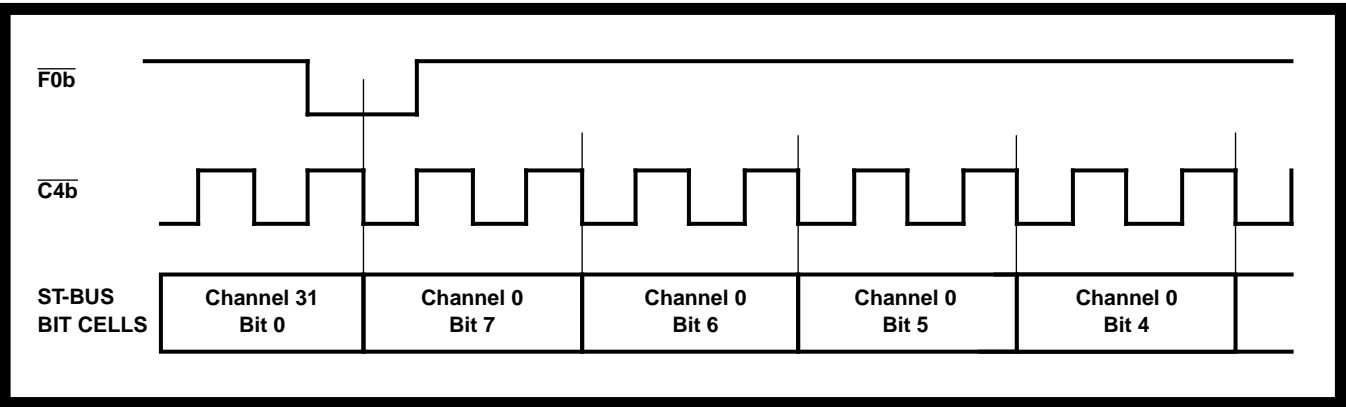 F0b
C4b
ST-BUS
BIT CELLS
Channel 31
Bit 0
Channel 0
Bit 7
Channel 0
Bit 6
Channel 0
Bit 5
Channel 0
Bit 4